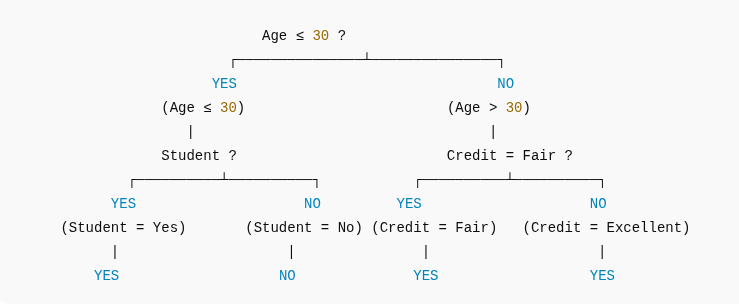 Age ≤ 30 ?
YES NO
(Age ≤ 30) (Age > 30)
Student ? Credit = Fair ?
YES NO YES NO
(Student = Yes) (Student = No) (Credit = Fair) (Credit = Excellent)
YES NO YES YES